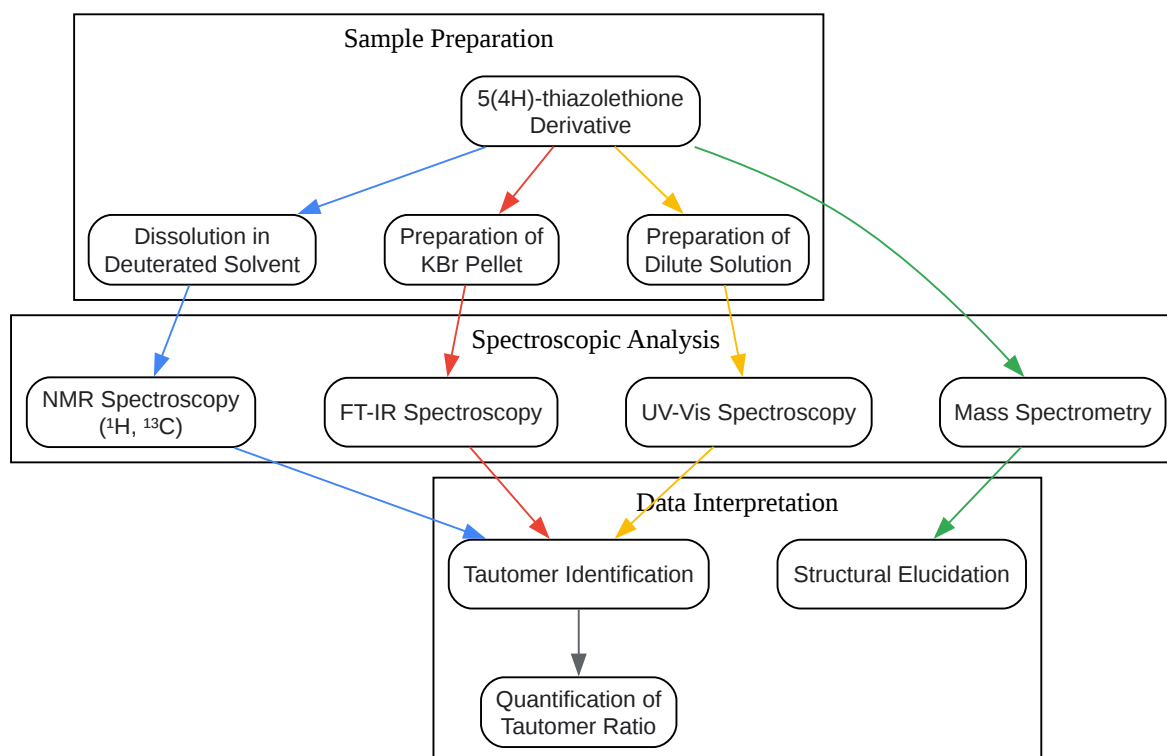 Sample Preparation
5(4H)-thiazolethione
Derivative
Dissolution in
Deuterated Solvent
Preparation of
KBr Pellet
Preparation of
Dilute Solution
Spectroscopic Analysis
NMR Spectroscopy
(¹H, ¹³C)
FT-IR Spectroscopy
UV-Vis Spectroscopy
Mass Spectrometry
Data Interpretation
Tautomer Identification
Structural Elucidation
Quantification of
Tautomer Ratio